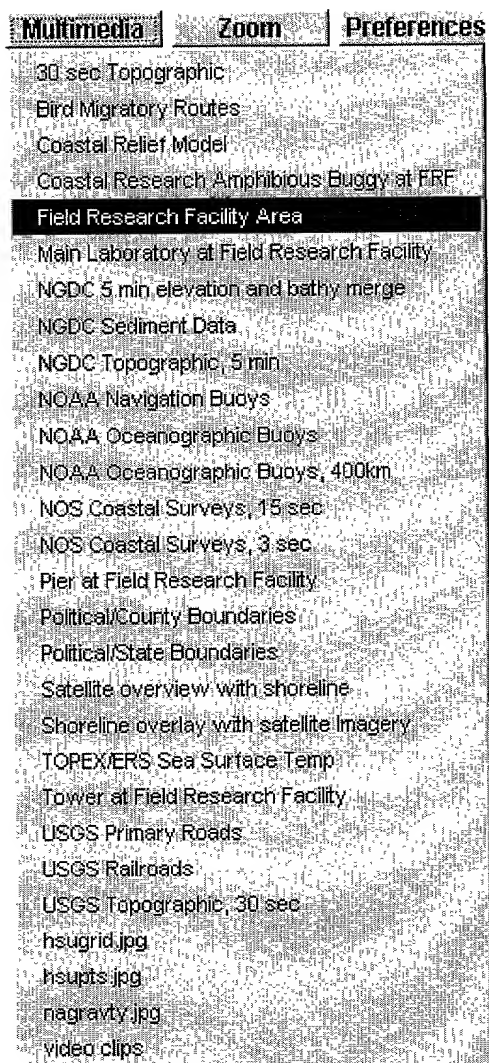 Multimedia Zoom Preferences
30 sec Topographic
Bird Migratory Routes
Coastal Relief Model
Coastal Research Amphibious Buggy at FRF
Field Research Facility Area
Main Laboratory at Field Research Facility
NGDC 5 min elevation and bathy merge
NGDC Sediment Data
NGDC Topographic, 5 min
NOAA Navigation Buoys
NOAA Oceanographic Buoys
NOAA Oceanographic Buoys, 400km
NOS Coastal Surveys, 15 sec
NOS Coastal Surveys, 3 sec
Pier at Field Research Facility
Political/County Boundaries
Political/State Boundaries
Satellite overview with shoreline
Shoreline overlay with satellite Imagery
TOPEX/ERS Sea Surface Temp
Tower at Field Research Facility
USGS Primary Roads
USGS Railroads
USGS Topographic, 30 sec
hsugrid.jpg
hsupts.jpg
nagravty.jpg
video clips